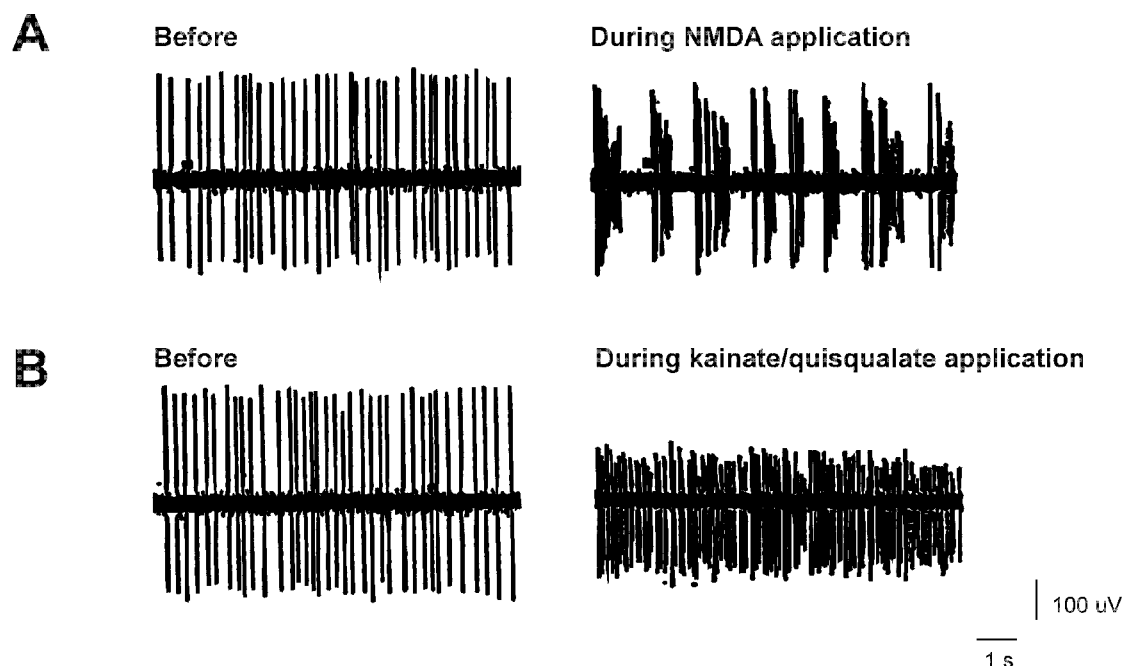 A
Before
During NMDA application
B
Before
During kainate/quisqualate application
100 uV
1 s